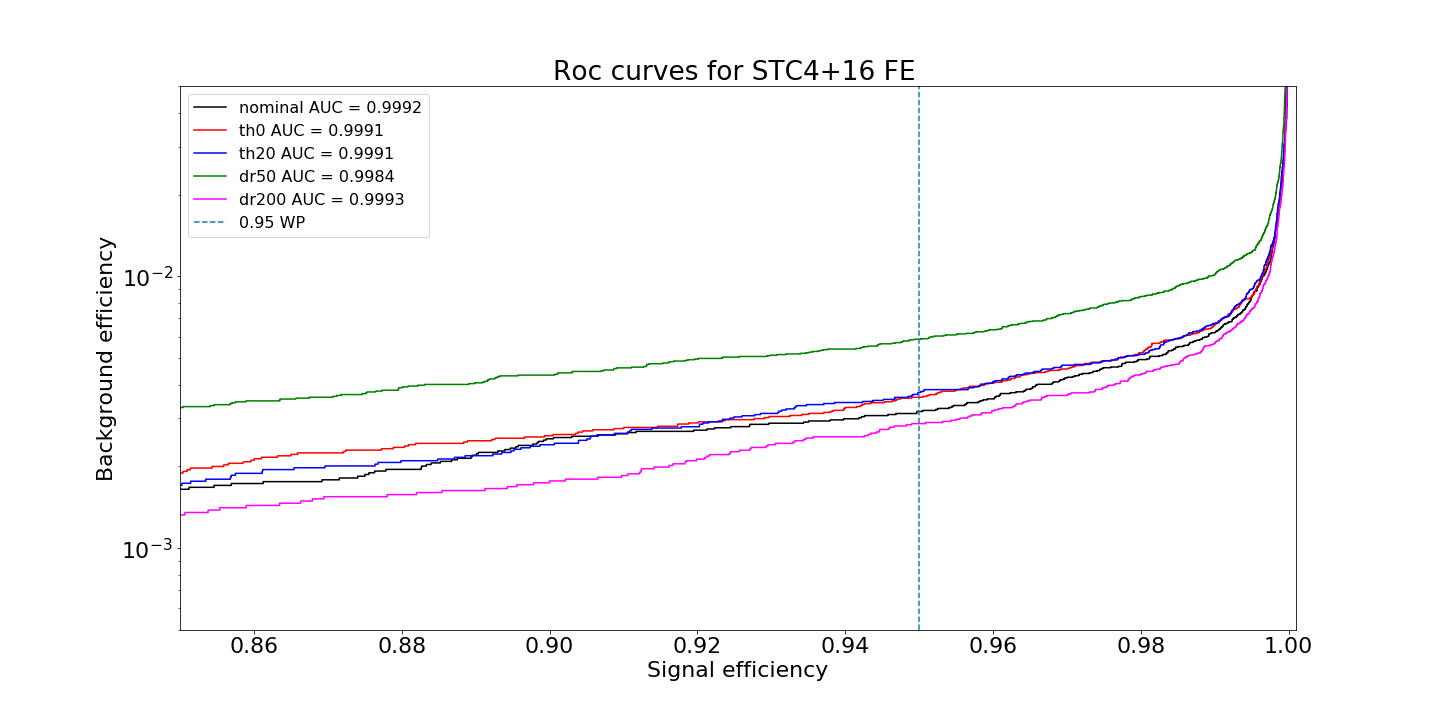 Roc curves for STC4+16 FE
nominal AUC = 0.9992
th0 AUC = 0.9991
th20 AUC = 0.9991
dr50 AUC = 0.9984
dr200 AUC = 0.9993
0.95 WP
Background efficiency
10⁻²
10⁻³
0.86 0.88 0.90 0.92 0.94 0.96 0.98 1.00
Signal efficiency